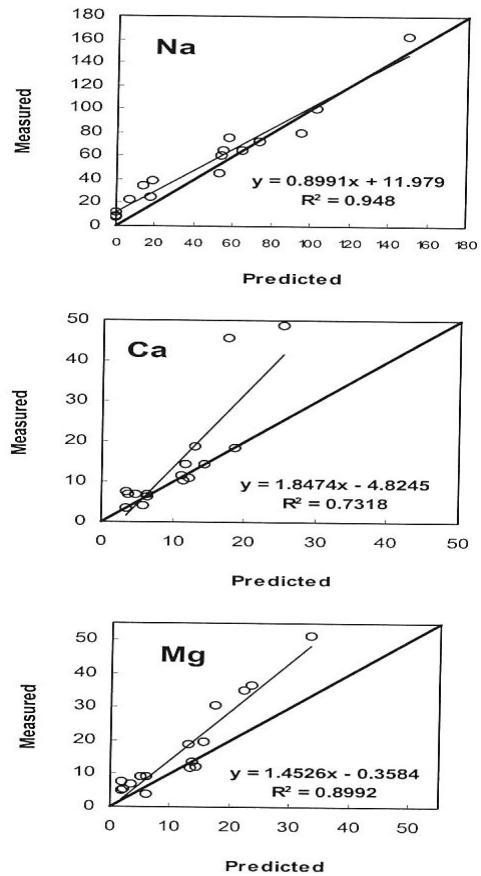 180
160
140
120
100
80
60
40
20
0
Measured
Na
y = 0.8991x + 11.979
R² = 0.948
0 20 40 60 80 100 120 140 160 180
Predicted
50
40
30
20
10
0
Measured
Ca
y = 1.8474x - 4.8245
R² = 0.7318
0 10 20 30 40 50
Predicted
50
40
30
20
10
0
Measured
Mg
y = 1.4526x - 0.3584
R² = 0.8992
0 10 20 30 40 50
Predicted